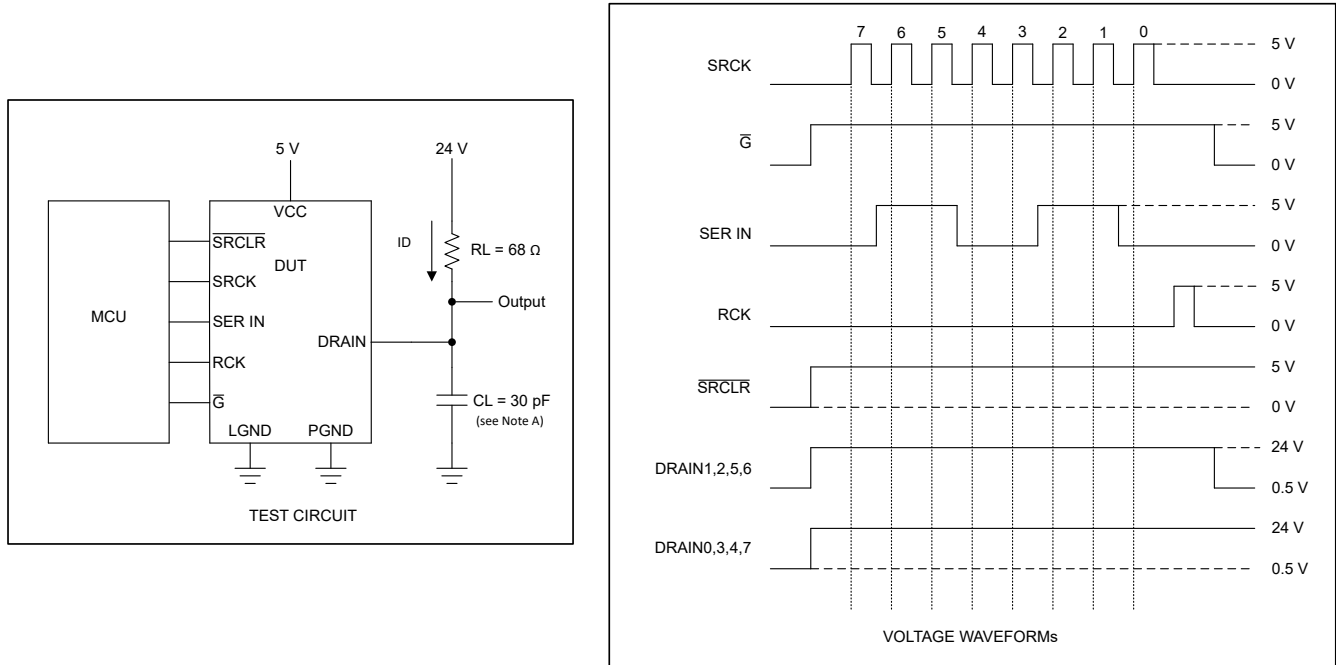 5 V
24 V
VCC
SRCLR
DUT
SRCK
MCU
SER IN
RCK
G
LGND
PGND
DRAIN
ID
RL = 68 Ω
Output
CL = 30 pF
(see Note A)
TEST CIRCUIT
7 6 5 4 3 2 1 0
SRCK
5 V
0 V
G
5 V
0 V
SER IN
5 V
0 V
RCK
5 V
0 V
SRCLR
5 V
0 V
DRAIN1,2,5,6
24 V
0.5 V
DRAIN0,3,4,7
24 V
0.5 V
VOLTAGE WAVEFORMs